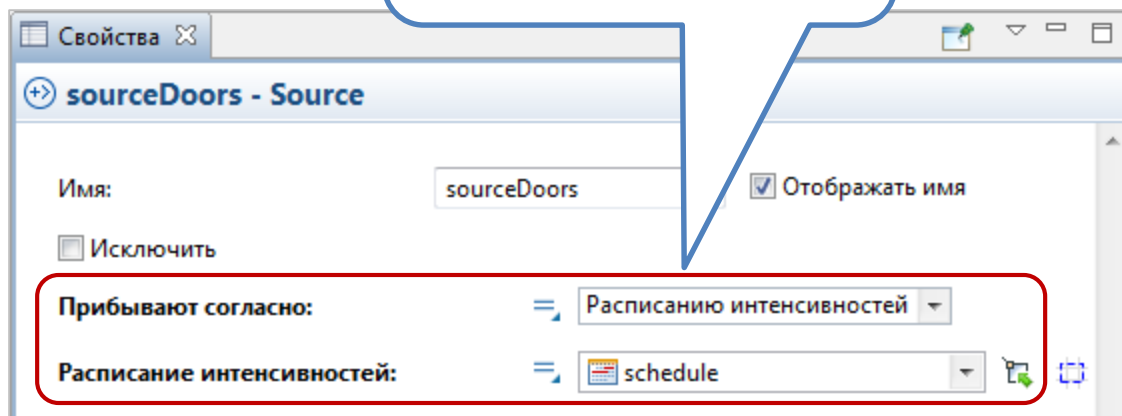 Свойства
sourceDoors - Source
Имя:
sourceDoors
Отображать имя
Исключить
Прибывают согласно:
Расписанию интенсивностей
Расписание интенсивностей:
schedule